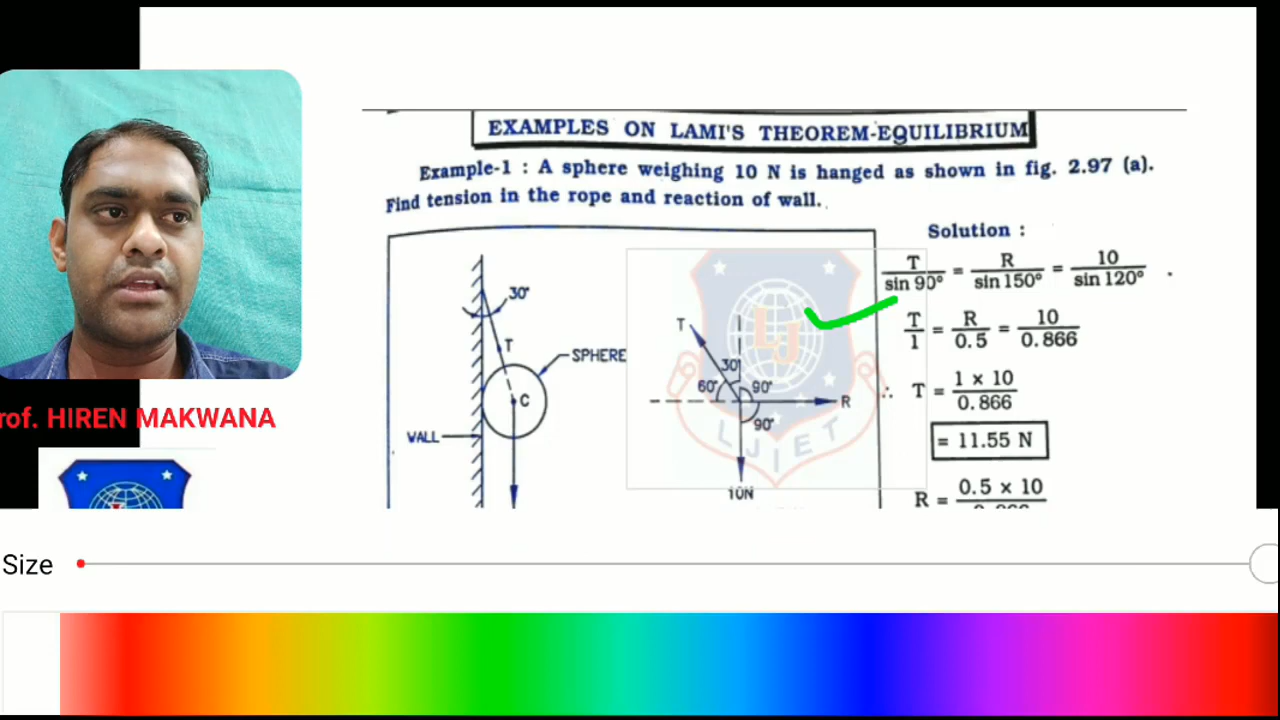 EXAMPLES ON LAMI'S THEOREM-EQUILIBRIUM
Example-1 : A sphere weighing 10 N is hanged as shown in fig. 2.97 (a).
Find tension in the rope and reaction of wall.
30°
T
SPHERE
C
WALL
T
30°
60°
90°
R
90°
10N
LJ
LJIET
Solution :
T/sin 90° = R/sin 150° = 10/sin 120°.
T/1 = R/0.5 = 10/0.866
∴ T = 1 x 10/0.866
= 11.55 N
R = 0.5 x 10
rof. HIREN MAKWANA
Size